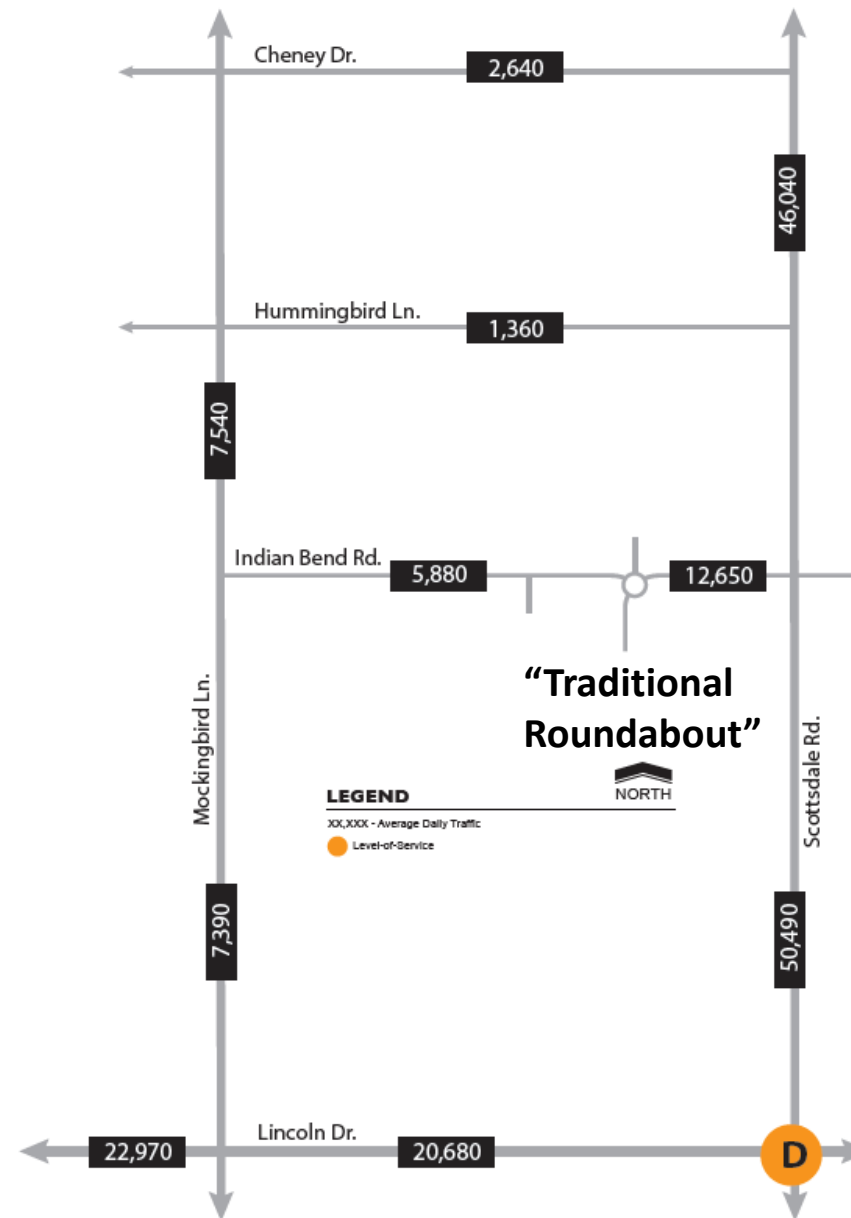 Cheney Dr.
2,640
46,040
Hummingbird Ln.
1,360
7,540
Indian Bend Rd.
5,880
12,650
“Traditional
Roundabout”
Mockingbird Ln.
Scottsdale Rd.
NORTH
LEGEND
XX,XXX - Average Daily Traffic
Level-of-Service
7,390
50,490
Lincoln Dr.
22,970
20,680
D